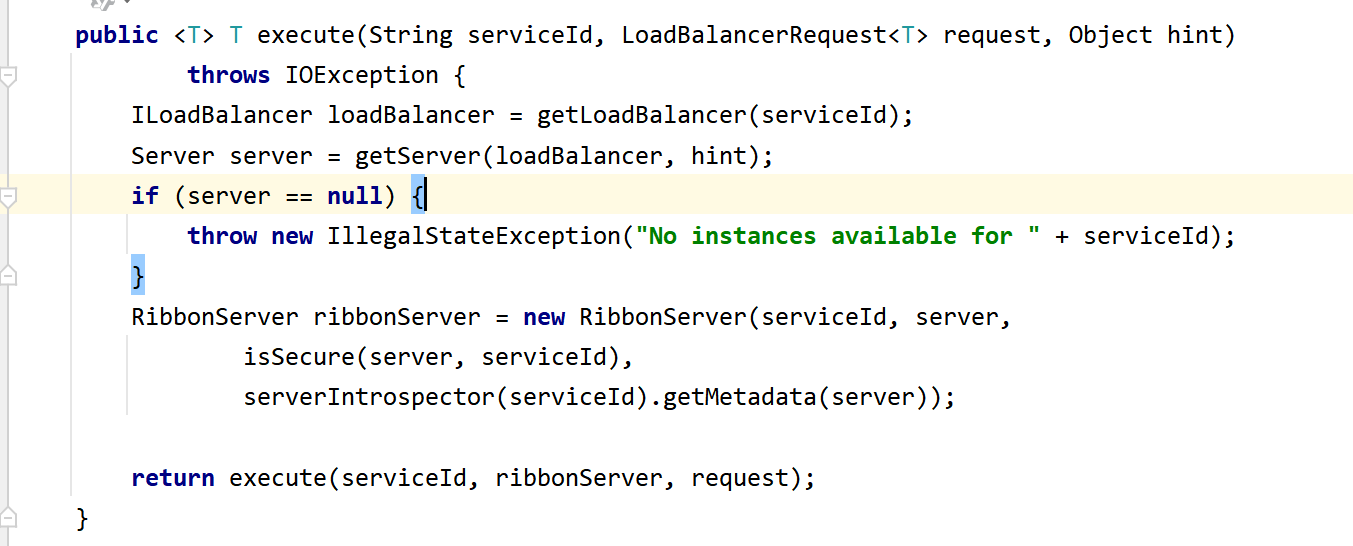 public <T> T execute(String serviceId, LoadBalancerRequest<T> request, Object hint)
throws IOException {
ILoadBalancer loadBalancer = getLoadBalancer(serviceId);
Server server = getServer(loadBalancer, hint);
if (server == null) {
throw new IllegalStateException("No instances available for " + serviceId);
}
RibbonServer ribbonServer = new RibbonServer(serviceId, server,
isSecure(server, serviceId),
serverIntrospector(serviceId).getMetadata(server));
return execute(serviceId, ribbonServer, request);
}